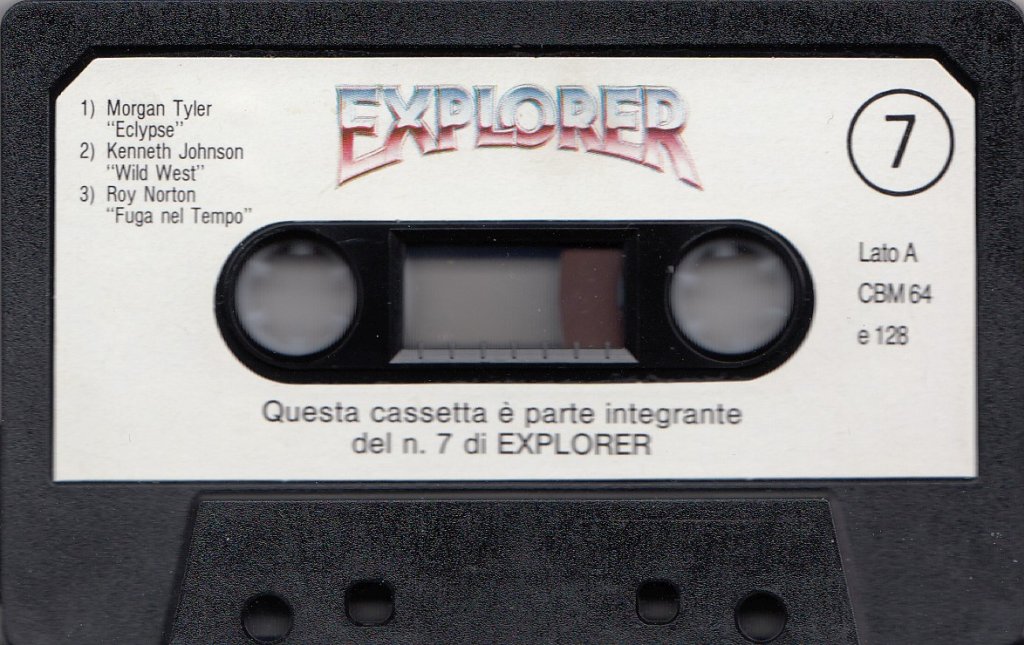 EXPLORER
1) Morgan Tyler
"Eclypse"
2) Kenneth Johnson
"Wild West"
3) Roy Norton
"Fuga nel Tempo"
7
Lato A
CBM 64
e 128
Questa cassetta è parte integrante
del n. 7 di EXPLORER